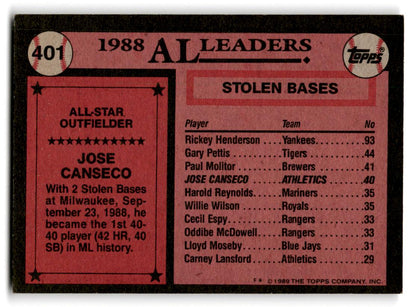 401
1988 AL LEADERS
Topps
ALL-STAR
OUTFIELDER
JOSE
CANSECO
With 2 Stolen Bases
at Milwaukee, Sep-
tember 23, 1988, he
became the 1st 40-
40 player (42 HR, 40
SB) in ML history.
STOLEN BASES
Player Team No
Rickey Henderson ....Yankees.....93
Gary Pettis ..........Tigers........44
Paul Molitor .........Brewers.....41
JOSE CANSECO .....ATHLETICS....40
Harold Reynolds......Mariners.....35
Willie Wilson ........Royals.......35
Cecil Espy ..........Rangers......33
Oddibe McDowell....Rangers......33
Lloyd Moseby .......Blue Jays ....31
Carney Lansford .....Athletics.....29
F* © 1989 THE TOPPS COMPANY, INC.